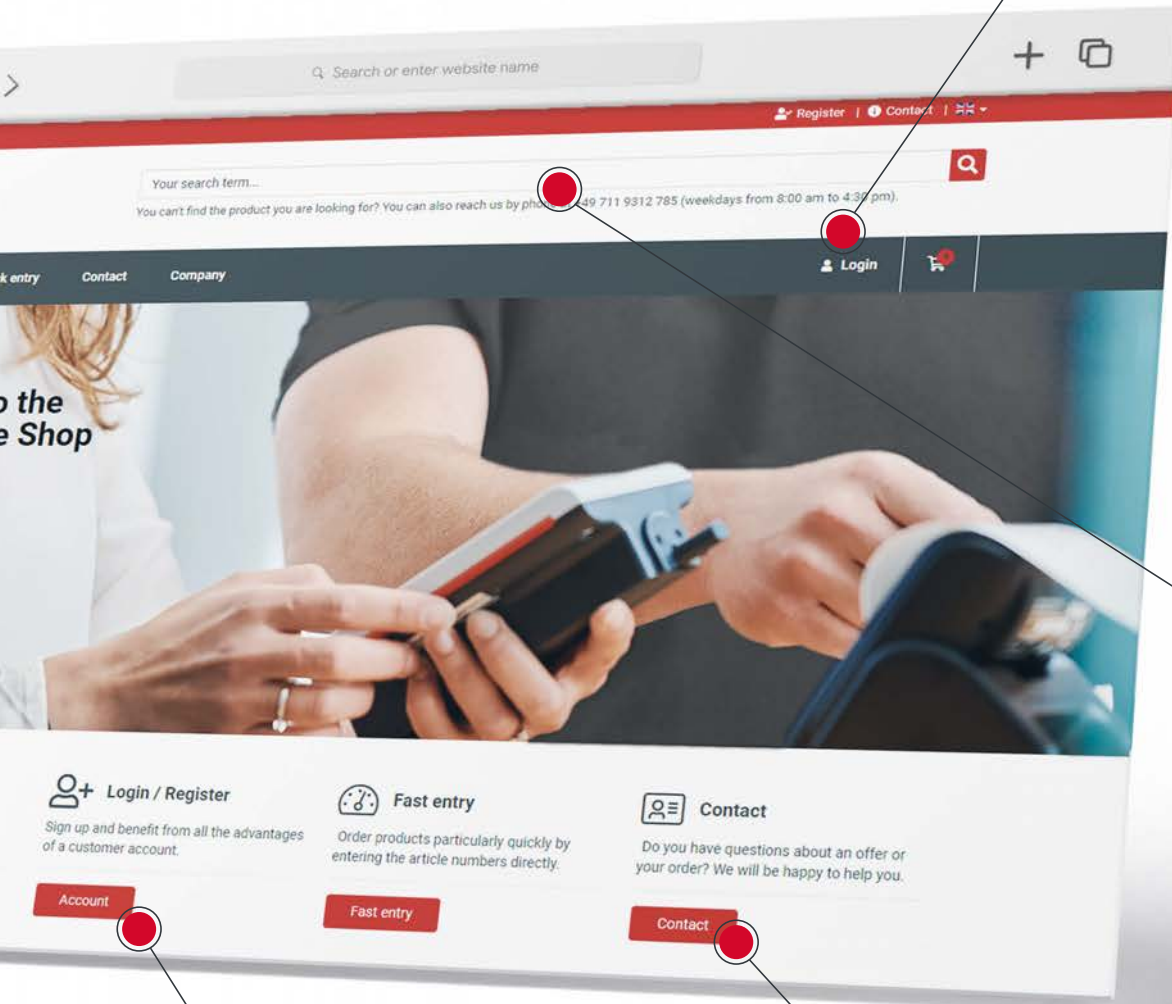 Search or enter website name
Register | Contact |
Your search term...
You can't find the product you are looking for? You can also reach us by 49 711 9312 785 (weekdays from 8:00 am to 4:30 pm).
k entry Contact Company Login
o the
e Shop
Login / Register
Sign up and benefit from all the advantages
of a customer account.
Account
Fast entry
Order products particularly quickly by
entering the article numbers directly.
Fast entry
Contact
Do you have questions about an offer or
your order? We will be happy to help you.
Contact